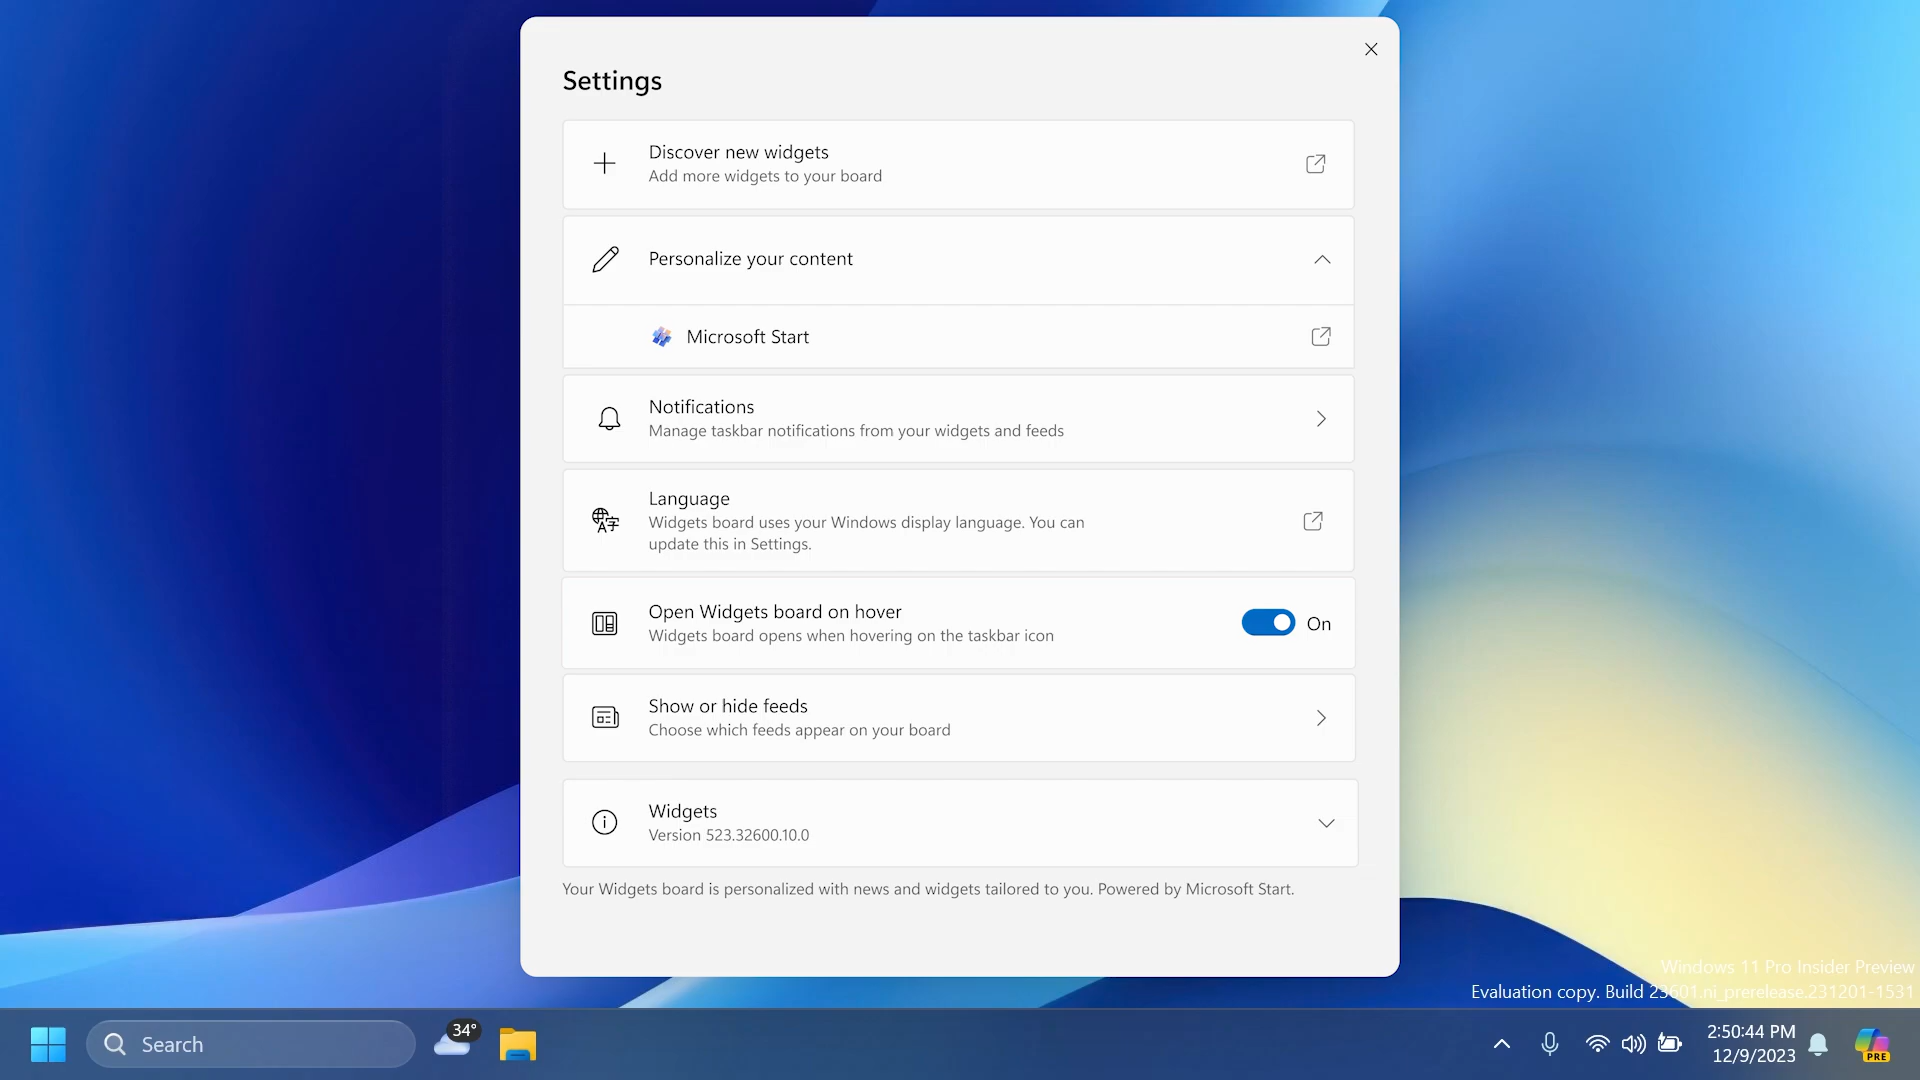 Settings
Discover new widgets
Add more widgets to your board
Personalize your content
Microsoft Start
Notifications
Manage taskbar notifications from your widgets and feeds
Language
Widgets board uses your Windows display language. You can
update this in Settings.
Open Widgets board on hover
Widgets board opens when hovering on the taskbar icon
On
Show or hide feeds
Choose which feeds appear on your board
Widgets
Version 523.32600.10.0
Your Widgets board is personalized with news and widgets tailored to you. Powered by Microsoft Start.
Windows 11 Pro Insider Preview
Evaluation copy. Build 23601.ni_prerelease.231201-1531
Search
34°
2:50:44 PM
12/9/2023
PRE